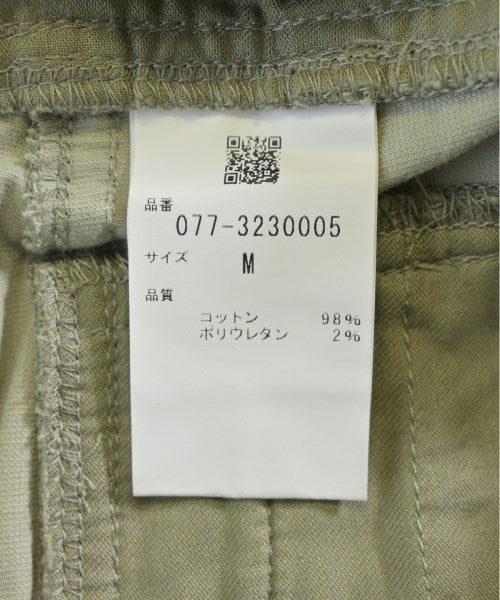 品番
077-3230005
サイズ M
品質
コットン 98%
ポリウレタン 2%